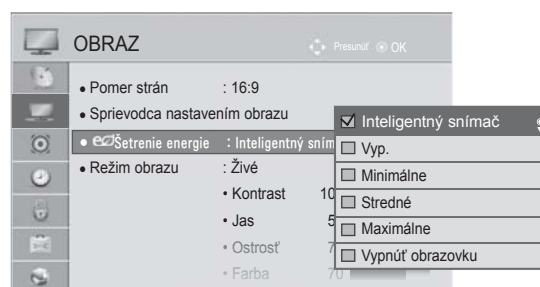 OBRAZ
Presunúť OK
• Pomer strán : 16:9
• Sprievodca nastavením obrazu
• eco Šetrenie energie : Inteligentný sním
• Režim obrazu : Živé
• Kontrast 10
• Jas 5
• Ostrosť 7
• Farba 70
Inteligentný snímač
Vyp.
Minimálne
Stredné
Maximálne
Vypnúť obrazovku